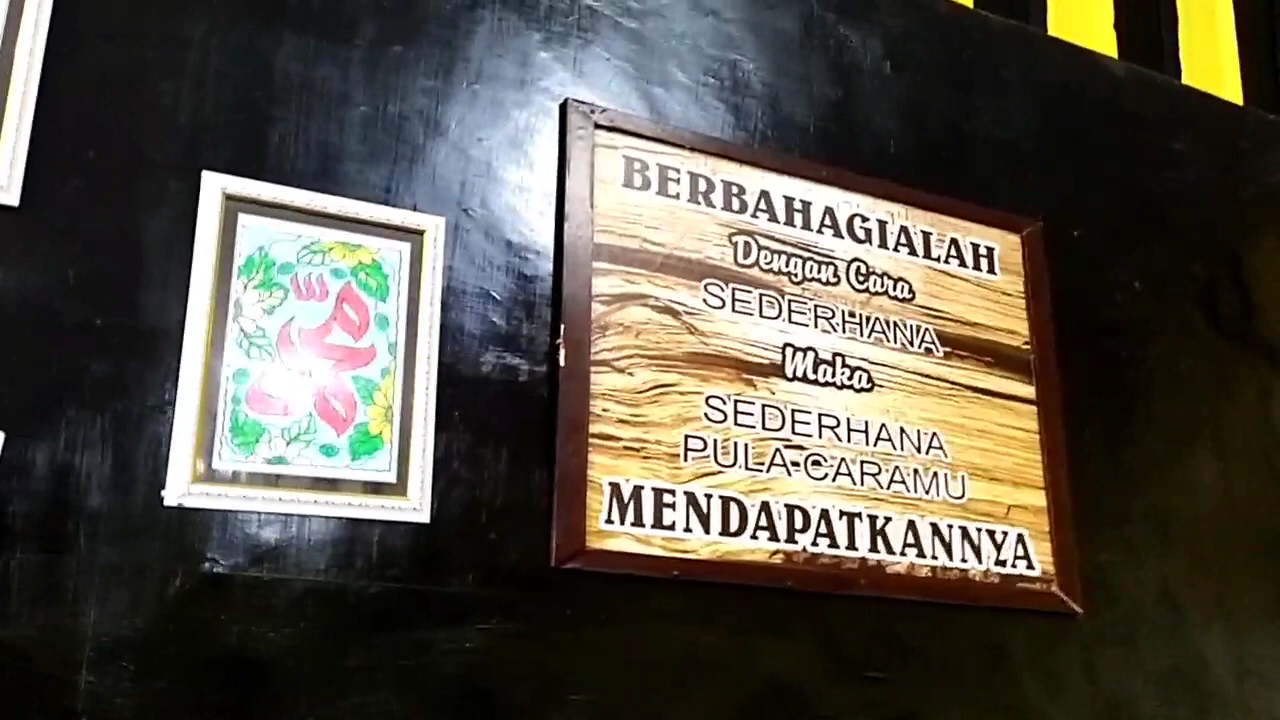 BERBAHAGIALAH
Dengan Cara
SEDERHANA
Maka
SEDERHANA
PULA CARAMU
MENDAPATKANNYA